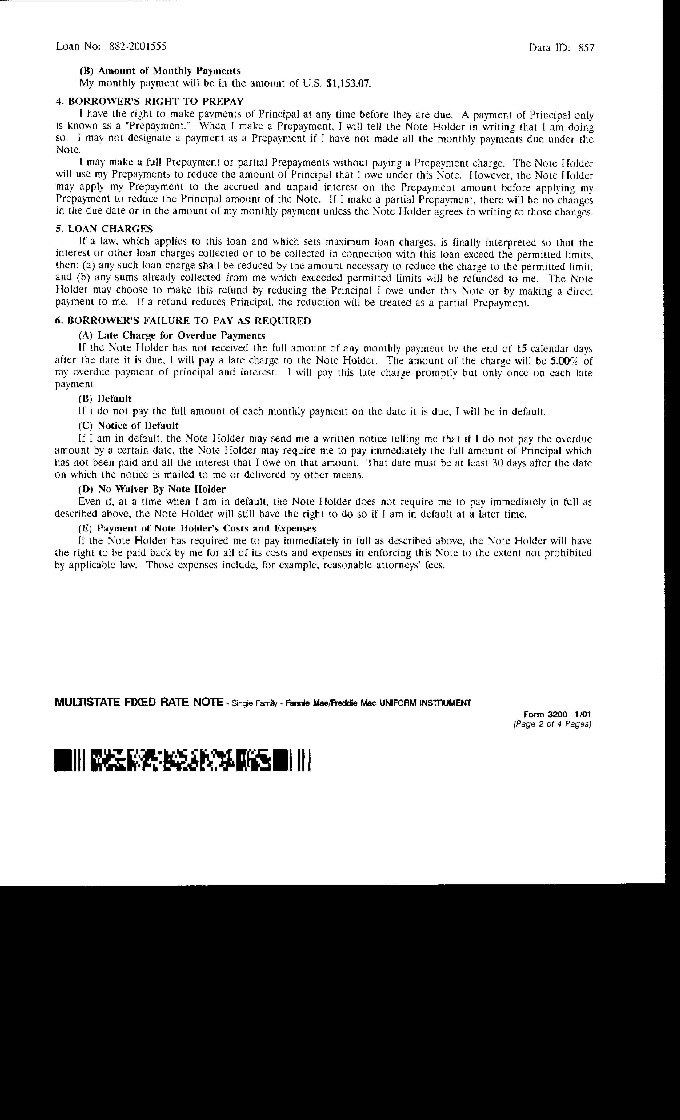 Loan No: 882-2001555
Data ID: 857
(B) Amount of Monthly Payments
My monthly payment will be in the amount of U.S. $1,153.07.
4. BORROWER'S RIGHT TO PREPAY
I have the right to make payments of Principal at any time before they are due. A payment of Principal only
is known as a "Prepayment." When I make a Prepayment, I will tell the Note Holder in writing that I am doing
so. I may not designate a payment as a Prepayment if I have not made all the monthly payments due under the
Note.
I may make a full Prepayment or partial Prepayments without paying a Prepayment charge. The Note Holder
will use my Prepayments to reduce the amount of Principal that I owe under this Note. However, the Note Holder
may apply my Prepayment to the accrued and unpaid interest on the Prepayment amount before applying my
Prepayment to reduce the Principal amount of the Note. If I make a partial Prepayment, there will be no changes
in the due date or in the amount of my monthly payment unless the Note Holder agrees in writing to those changes.
5. LOAN CHARGES
If a law, which applies to this loan and which sets maximum loan charges, is finally interpreted so that the
interest or other loan charges collected or to be collected in connection with this loan exceed the permitted limits,
then: (a) any such loan charge shall be reduced by the amount necessary to reduce the charge to the permitted limit;
and (b) any sums already collected from me which exceeded permitted limits will be refunded to me. The Note
Holder may choose to make this refund by reducing the Principal I owe under this Note or by making a direct
payment to me. If a refund reduces Principal, the reduction will be treated as a partial Prepayment.
6. BORROWER'S FAILURE TO PAY AS REQUIRED
(A) Late Charge for Overdue Payments
If the Note Holder has not received the full amount of any monthly payment by the end of 15 calendar days
after the date it is due, I will pay a late charge to the Note Holder. The amount of the charge will be 5.00% of
my overdue payment of principal and interest. I will pay this late charge promptly but only once on each late
payment.
(B) Default
If I do not pay the full amount of each monthly payment on the date it is due, I will be in default.
(C) Notice of Default
If I am in default, the Note Holder may send me a written notice telling me that if I do not pay the overdue
amount by a certain date, the Note Holder may require me to pay immediately the full amount of Principal which
has not been paid and all the interest that I owe on that amount. That date must be at least 30 days after the date
on which the notice is mailed to me or delivered by other means.
(D) No Waiver By Note Holder
Even if, at a time when I am in default, the Note Holder does not require me to pay immediately in full as
described above, the Note Holder will still have the right to do so if I am in default at a later time.
(E) Payment of Note Holder's Costs and Expenses
If the Note Holder has required me to pay immediately in full as described above, the Note Holder will have
the right to be paid back by me for all of its costs and expenses in enforcing this Note to the extent not prohibited
by applicable law. Those expenses include, for example, reasonable attorneys' fees.
MULTISTATE FIXED RATE NOTE - Single Family - Fannie Mae/Freddie Mac UNIFORM INSTRUMENT
Form 3200 1/01
(Page 2 of 4 Pages)